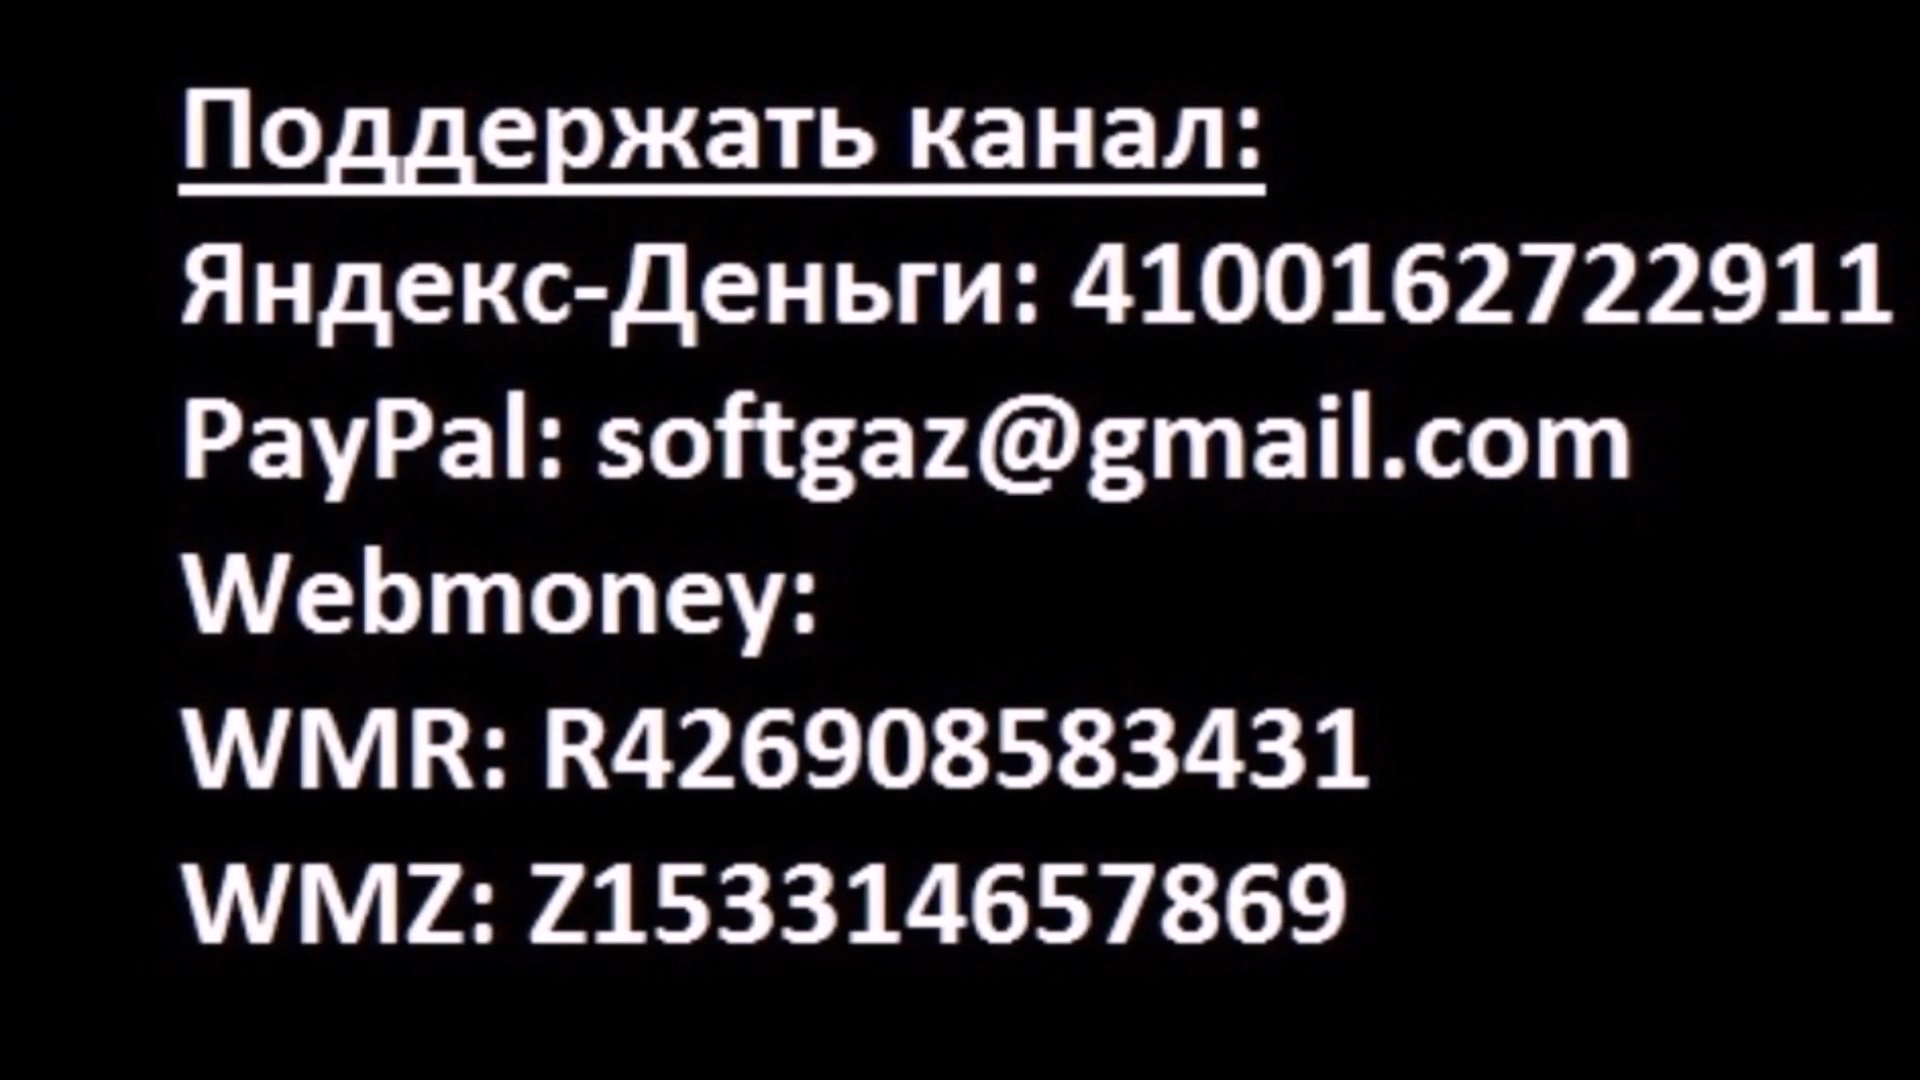 Поддержать канал:
Яндекс-Деньги: 4100162722911
PayPal: softgaz@gmail.com
Webmoney:
WMR: R426908583431
WMZ: Z153314657869